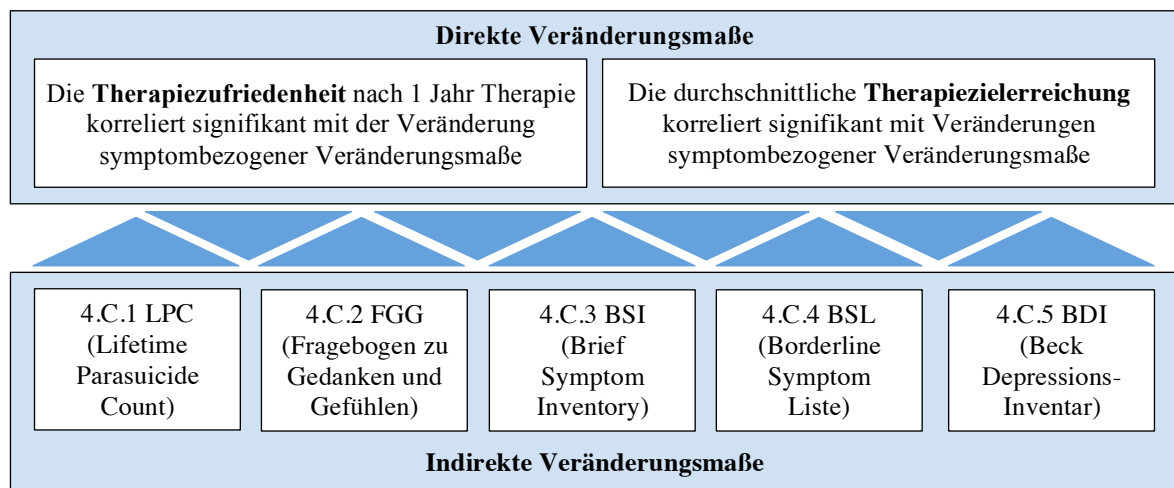 Direkte Veränderungsmaße
Die Therapiezufriedenheit nach 1 Jahr Therapie
korreliert signifikant mit der Veränderung
symptombezogener Veränderungsmaße
Die durchschnittliche Therapiezielerreichung
korreliert signifikant mit Veränderungen
symptombezogener Veränderungsmaße
4.C.1 LPC
(Lifetime
Parasuicide
Count)
4.C.2 FGG
(Fragebogen zu
Gedanken und
Gefühlen)
4.C.3 BSI
(Brief
Symptom
Inventory)
4.C.4 BSL
(Borderline
Symptom
Liste)
4.C.5 BDI
(Beck
Depressions-
Inventar)
Indirekte Veränderungsmaße